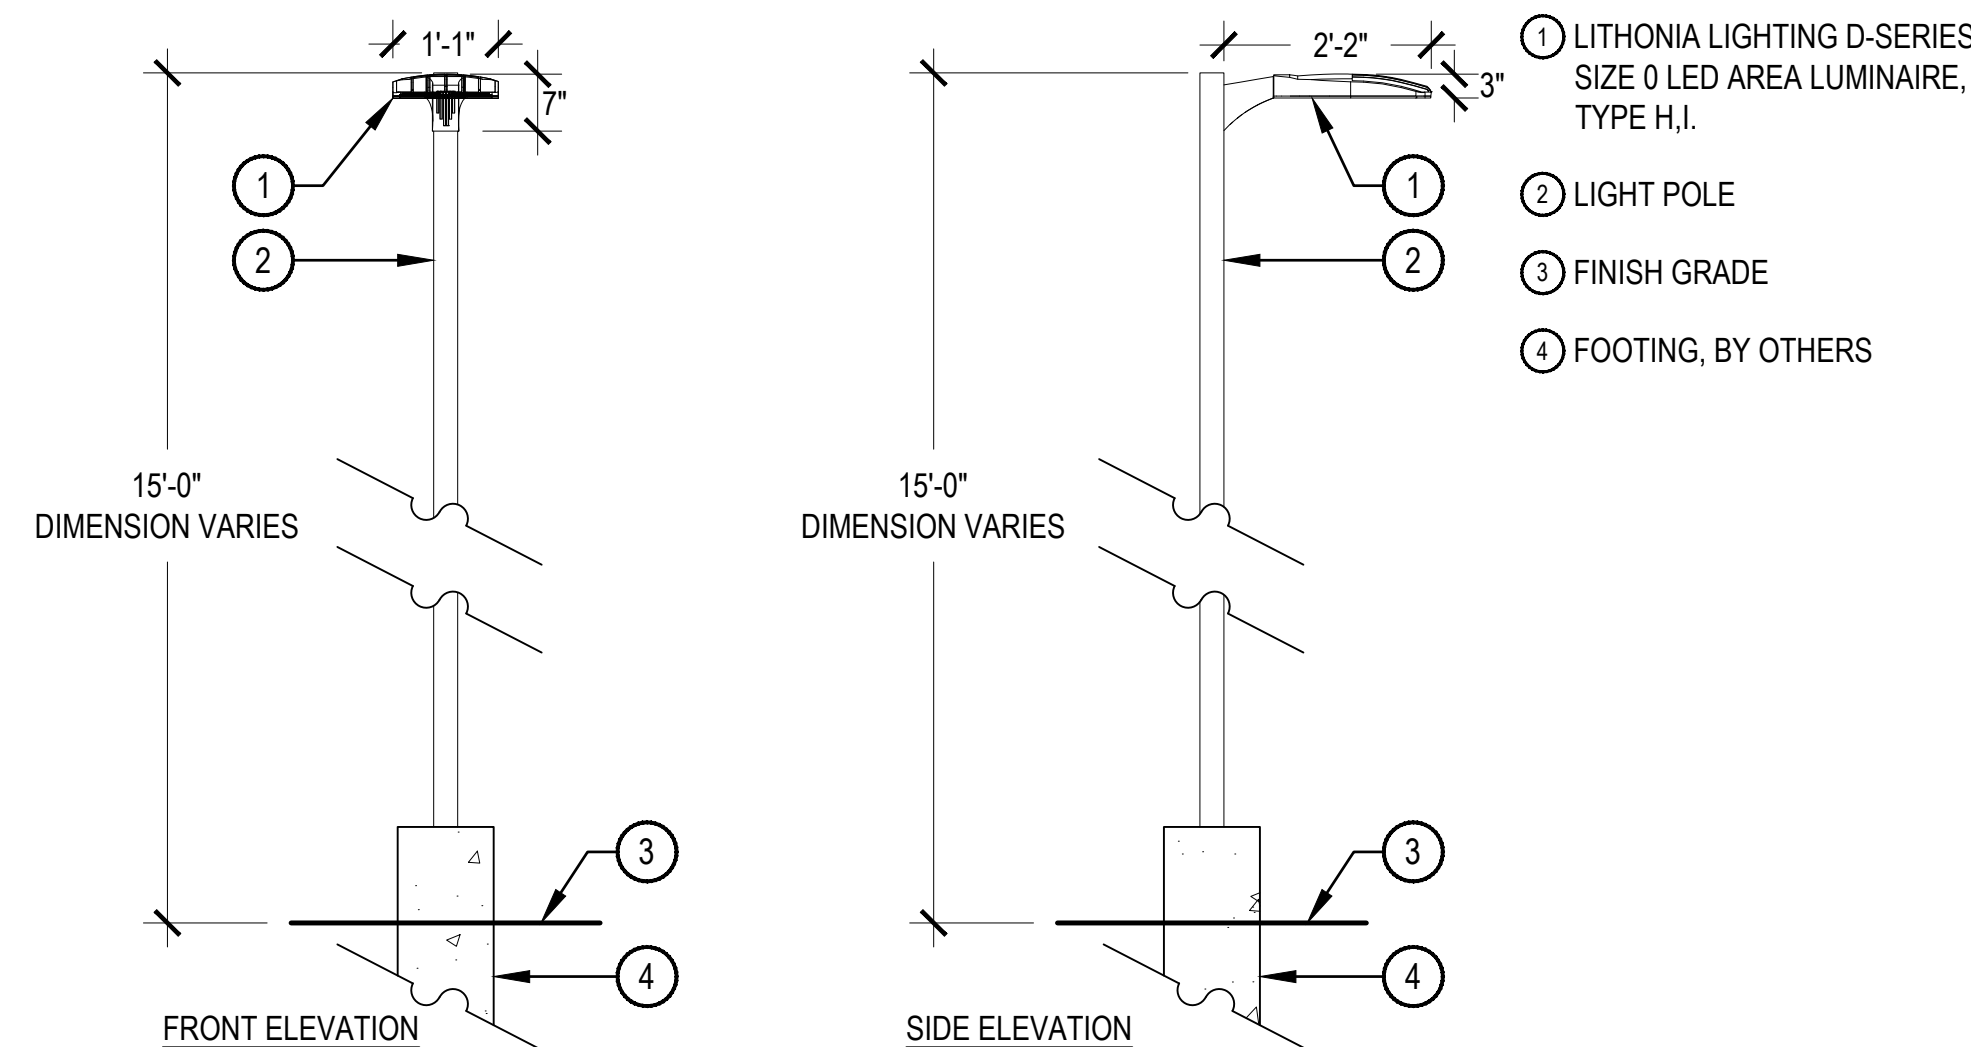 1'-1"
7"
1
2
15'-0"
DIMENSION VARIES
3
4
FRONT ELEVATION
2'-2"
3"
1
2
15'-0"
DIMENSION VARIES
3
4
SIDE ELEVATION
1 LITHONIA LIGHTING D-SERIES
SIZE 0 LED AREA LUMINAIRE,
TYPE H,I.
2 LIGHT POLE
3 FINISH GRADE
4 FOOTING, BY OTHERS